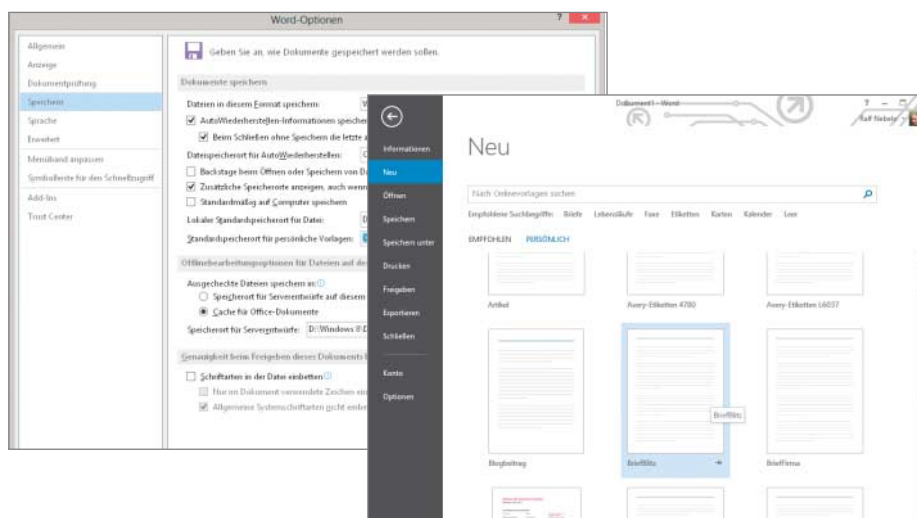 Word-Optionen
?
Allgemein
Anzeige
Dokumentprüfung
Speichern
Sprache
Erweitert
Menüband anpassen
Symbolleiste für den Schnellzugriff
Add-Ins
Trust Center
Geben Sie an, wie Dokumente gespeichert werden sollen.
Dokumente speichern
Dateien in diesem Format speichern:
AutoWiederherstellen-Informationen speicher
Beim Schließen ohne Speichern die letzte
Dateispeicherort für AutoWiederherstellen:
Backstage beim Öffnen oder Speichern von
Zusätzliche Speicherorte anzeigen, auch wenn
Standardmäßig auf Computer speichern
Lokaler Standardspeicherort für Datei:
Standardspeicherort für persönliche Vorlagen:
Offlinebearbeitungsoptionen für Dateien auf
Ausgecheckte Dateien speichern in:
Speicherort für Serverentwürfe auf diesem
Cache für Office-Dokumente
Speicherort für Serverentwürfe: D:\Windows 8\D
Genauigkeit beim Freigeben dieses Dokuments
Schriftarten in der Datei einbetten
Nur im Dokument verwendete Zeichen
Allgemeine Systemschriftarten nicht
Dokument1 - Word
?
Informationen
Neu
Öffnen
Speichern
Speichern unter
Drucken
Freigeben
Exportieren
Schließen
Konto
Optionen
Neu
Nach Onlinevorlagen suchen
Empfohlene Suchbegriffe: Briefe Lebensläufe Faxe Etiketten Karten Kalender Leer
EMPFOHLEN PERSÖNLICH
Artikel Avery-Etiketten 4780 Avery-Etiketten L6037
BriefBlitz
Blogbeitrag BriefBlitz BriefFirma